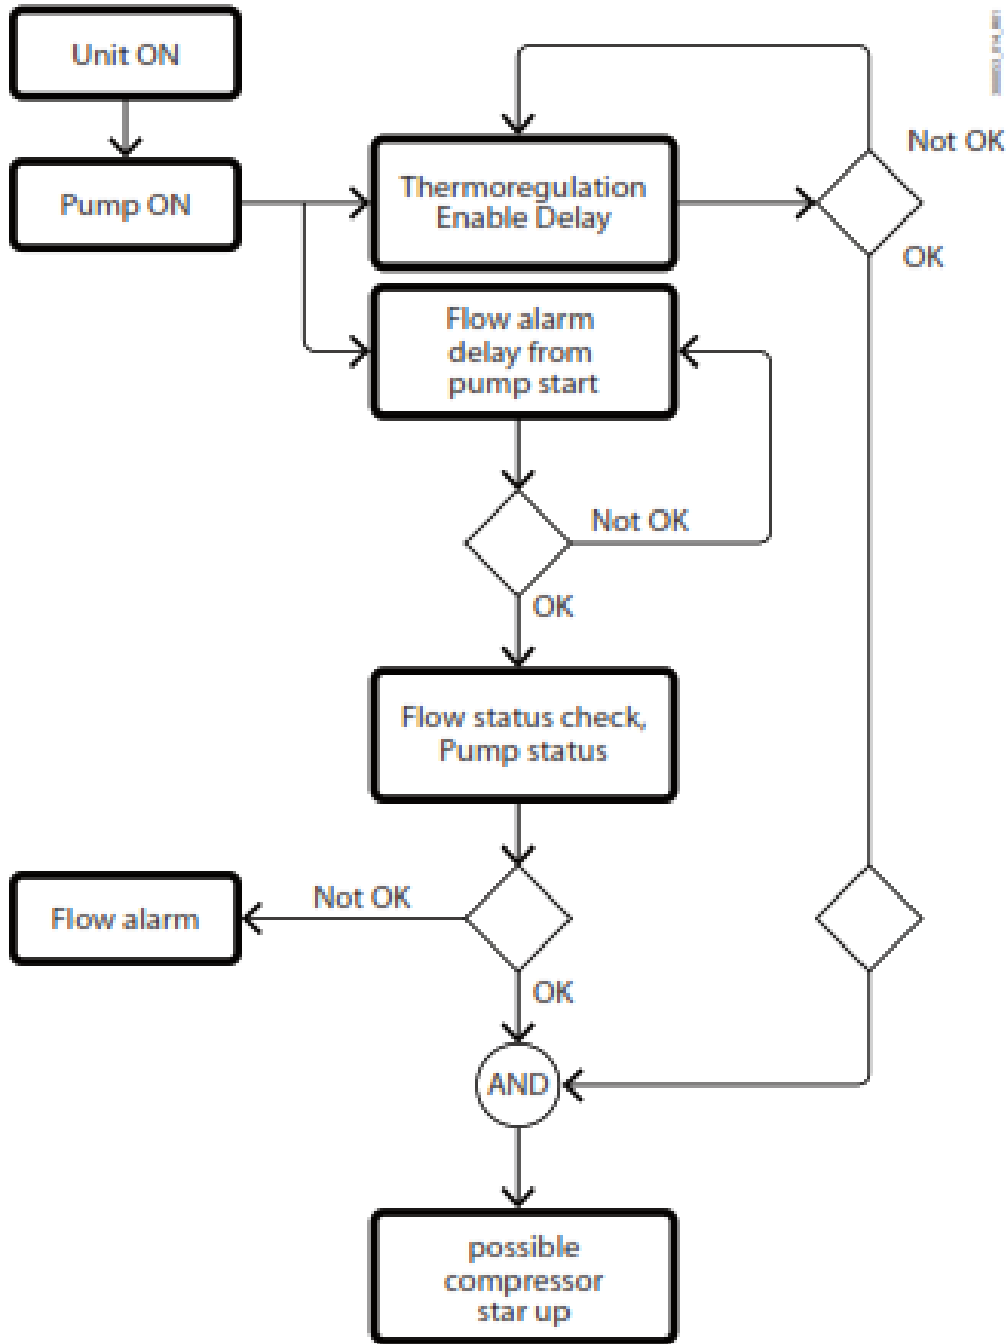 Unit ON
Not OK
Pump ON
Thermoregulation
Enable Delay
OK
Flow alarm
delay from
pump start
Not OK
OK
Flow status check,
Pump status
Flow alarm
Not OK
OK
AND
possible
compressor
star up